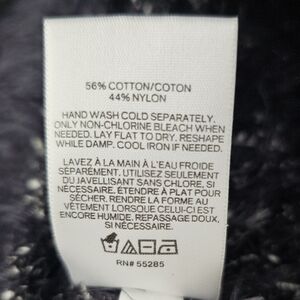 56% COTTON/COTON
44% NYLON
HAND WASH COLD SEPARATELY.
ONLY NON-CHLORINE BLEACH WHEN
NEEDED. LAY FLAT TO DRY. RESHAPE
WHILE DAMP. COOL IRON IF NEEDED.
LAVEZ À LA MAIN À L'EAU FROIDE
SÉPAREMENT. UTILISEZ SEULEMENT
DU JAVELLISANT SANS CHLORE, SI
NÉCESSAIRE. ÉTENDRE À PLAT POUR
SÉCHER. RENDRE LA FORME AU
VÊTEMENT LORSQUE CELUI-CI EST
ENCORE HUMIDE. REPASSAGE DOUX,
SI NÉCESSAIRE.
RN# 55285